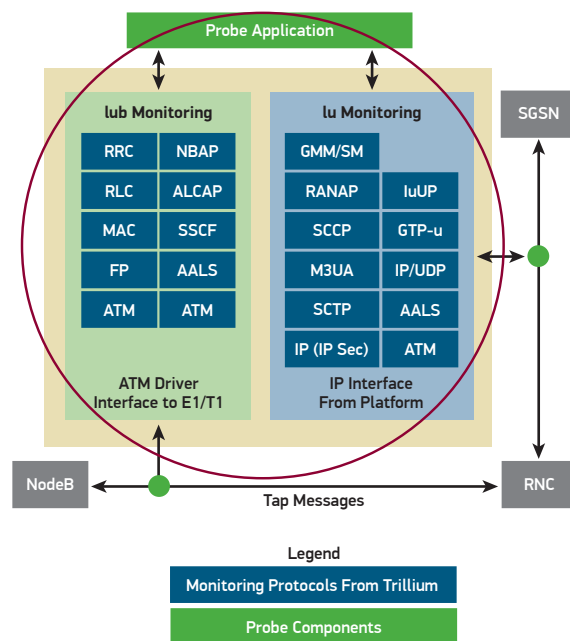 Probe Application
lub Monitoring
lu Monitoring
SGSN
RRC NBAP
GMM/SM
RLC ALCAP
RANAP IuUP
MAC SSCF
SCCP GTP-u
FP AALS
M3UA IP/UDP
ATM ATM
SCTP AALS
IP (IP Sec) ATM
ATM Driver
Interface to E1/T1
IP Interface
From Platform
NodeB
Tap Messages
RNC
Legend
Monitoring Protocols From Trillium
Probe Components